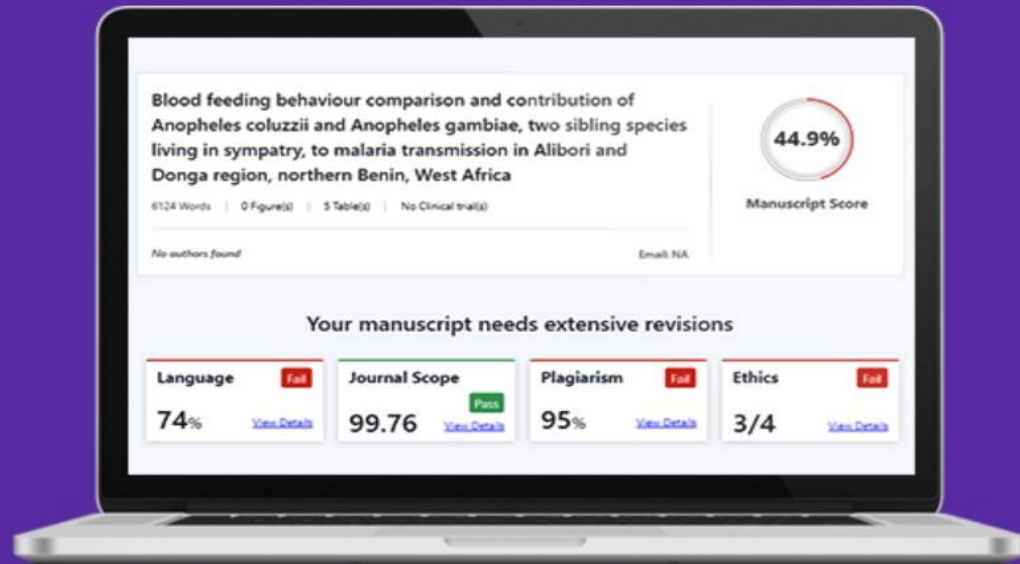 Blood feeding behaviour comparison and contribution of
Anopheles coluzzii and Anopheles gambiae, two sibling species
living in sympatry, to malaria transmission in Alibori and
Donga region, northern Benin, West Africa
6124 Words | 0 Figure(s) | 5 Table(s) | No Clinical trial(s)
No authors found
Email: NA
44.9%
Manuscript Score
Your manuscript needs extensive revisions
Language Fail
74% View Details
Journal Scope
Pass
99.76 View Details
Plagiarism Fail
95% View Details
Ethics Fail
3/4 View Details